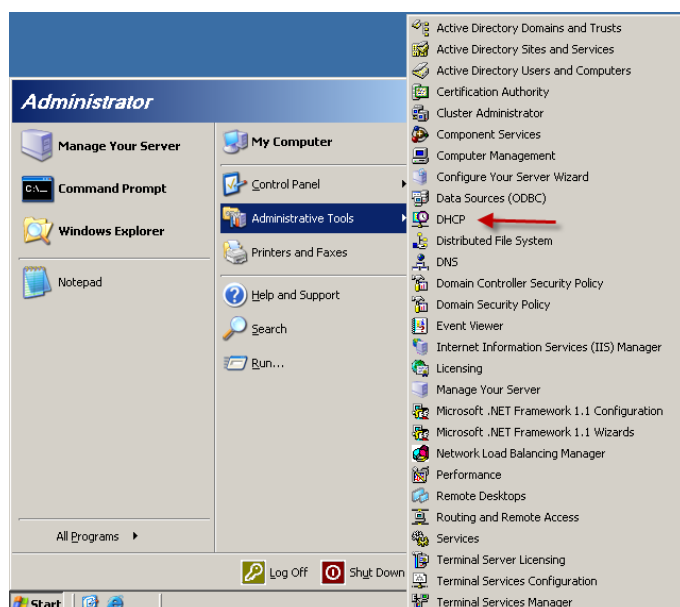 Administrator
Manage Your Server
Command Prompt
Windows Explorer
Notepad
All Programs
My Computer
Control Panel
Administrative Tools
Printers and Faxes
Help and Support
Search
Run...
Log Off
Shut Down
Start
Active Directory Domains and Trusts
Active Directory Sites and Services
Active Directory Users and Computers
Certification Authority
Cluster Administrator
Component Services
Computer Management
Configure Your Server Wizard
Data Sources (ODBC)
DHCP
Distributed File System
DNS
Domain Controller Security Policy
Domain Security Policy
Event Viewer
Internet Information Services (IIS) Manager
Licensing
Manage Your Server
Microsoft .NET Framework 1.1 Configuration
Microsoft .NET Framework 1.1 Wizards
Network Load Balancing Manager
Performance
Remote Desktops
Routing and Remote Access
Services
Terminal Server Licensing
Terminal Services Configuration
Terminal Services Manager